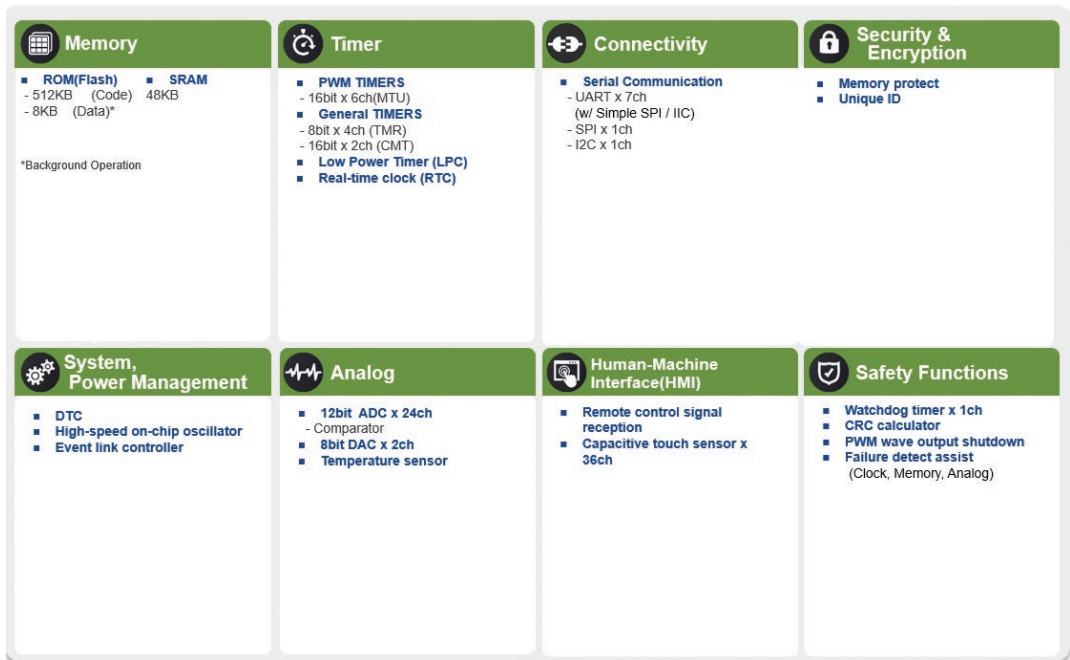 Memory
■ ROM(Flash) ■ SRAM
- 512KB (Code) 48KB
- 8KB (Data)*
*Background Operation
Timer
■ PWM TIMERS
- 16bit x 6ch(MTU)
■ General TIMERS
- 8bit x 4ch (TMR)
- 16bit x 2ch (CMT)
■ Low Power Timer (LPC)
■ Real-time clock (RTC)
Connectivity
■ Serial Communication
- UART x 7ch
(w/ Simple SPI / IIC)
- SPI x 1ch
- I2C x 1ch
Security &
Encryption
■ Memory protect
■ Unique ID
System,
Power Management
■ DTC
■ High-speed on-chip oscillator
■ Event link controller
Analog
■ 12bit ADC x 24ch
- Comparator
■ 8bit DAC x 2ch
■ Temperature sensor
Human-Machine
Interface(HMI)
■ Remote control signal
reception
■ Capacitive touch sensor x
36ch
Safety Functions
■ Watchdog timer x 1ch
■ CRC calculator
■ PWM wave output shutdown
■ Failure detect assist
(Clock, Memory, Analog)